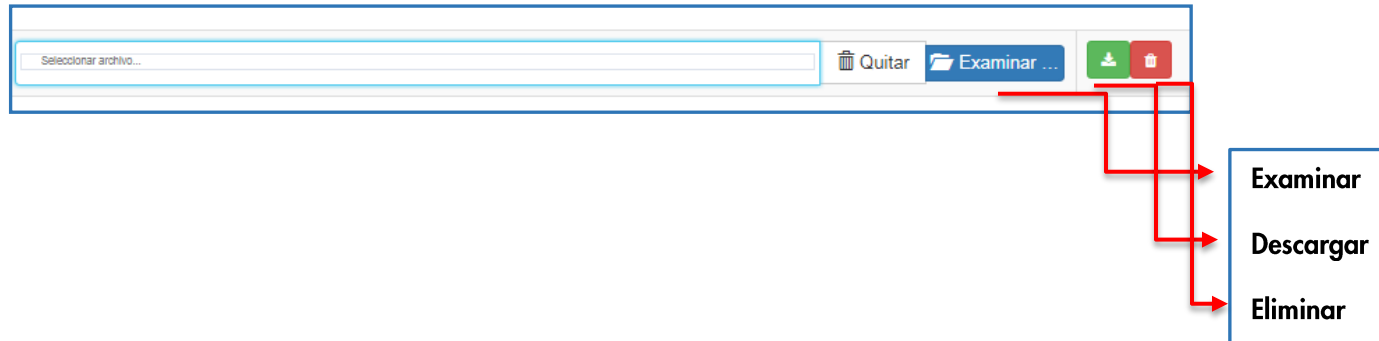 Seleccionar archivo...
Quitar
Examinar ...
Examinar
Descargar
Eliminar